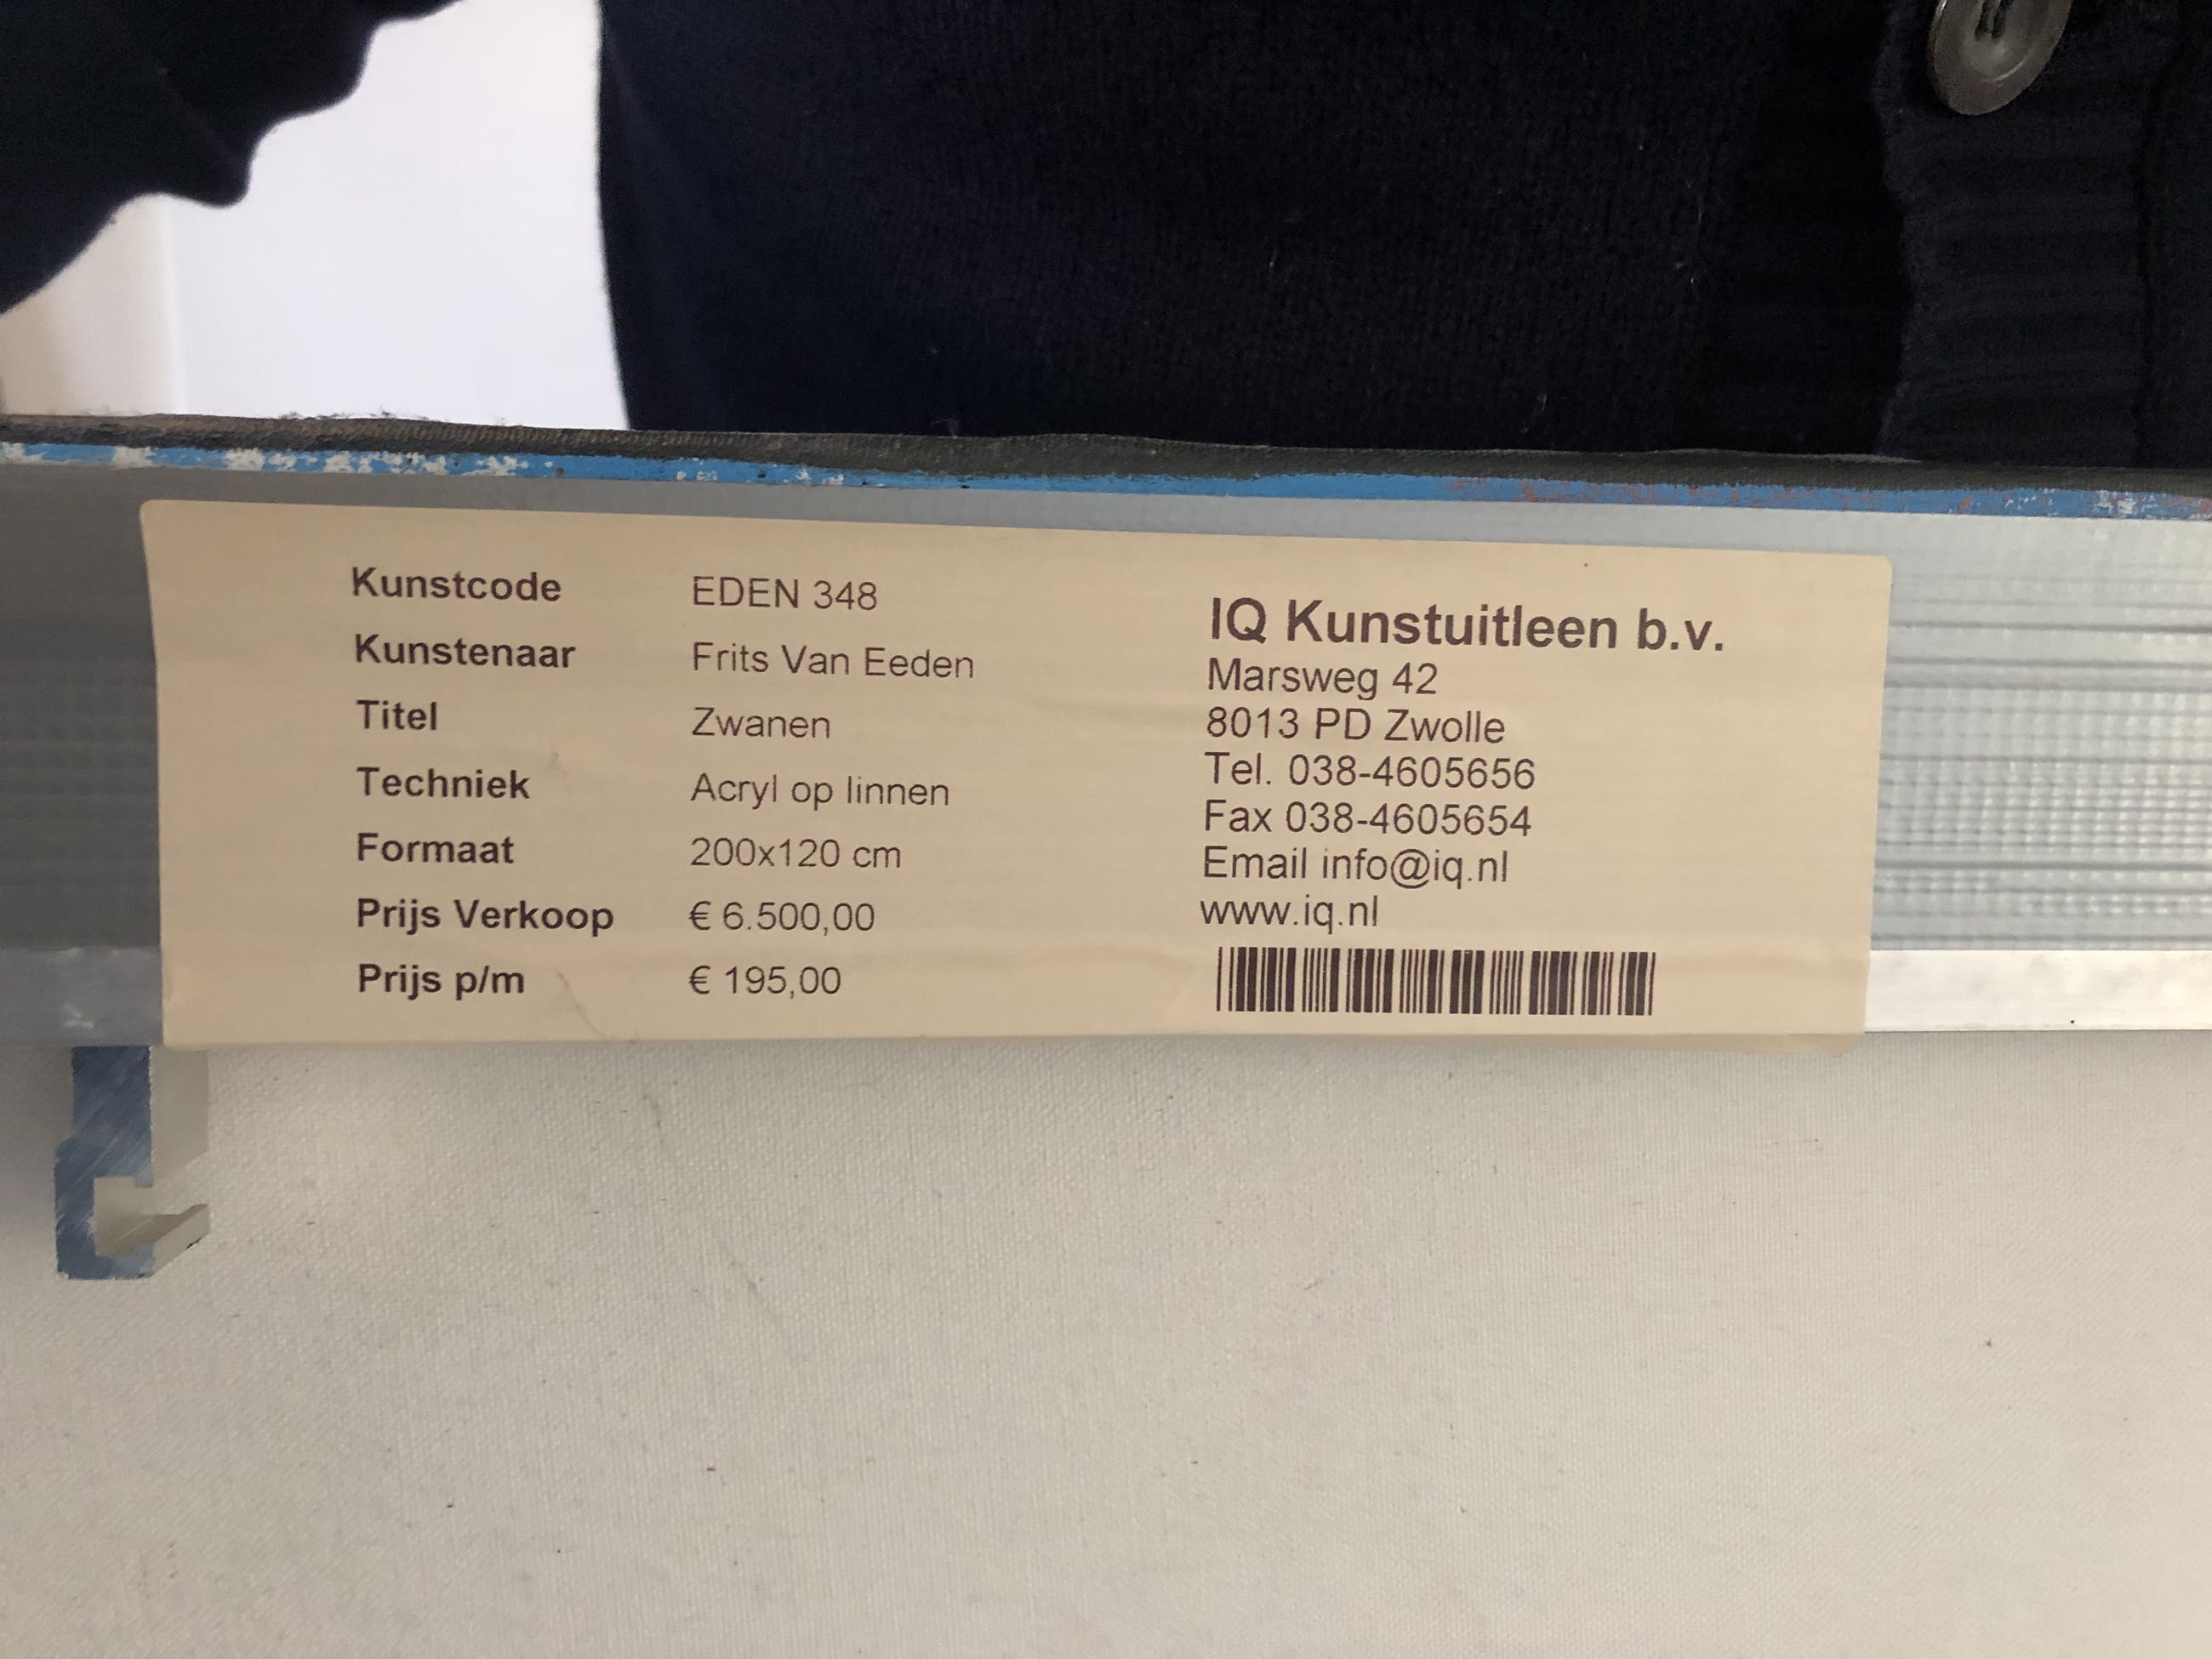 Kunstcode EDEN 348
Kunstenaar Frits Van Eeden
Titel Zwanen
Techniek Acryl op linnen
Formaat 200x120 cm
Prijs Verkoop € 6.500,00
Prijs p/m € 195,00
IQ Kunstuitleen b.v.
Marsweg 42
8013 PD Zwolle
Tel. 038-4605656
Fax 038-4605654
Email info@iq.nl
www.iq.nl